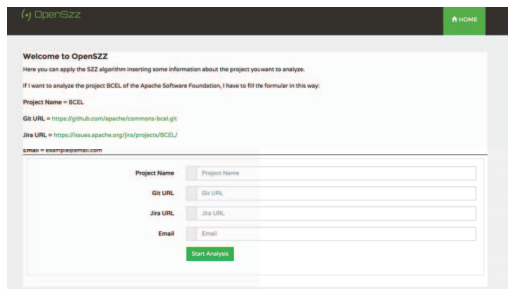 (•) OpenSzz
HOME
Welcome to OpenSZZ
Here you can apply the SZZ algorithm inserting some information about the project you want to analyze.
If I want to analyze the project BCEL of the Apache Software Foundation, I have to fill the formular in this way:
Project Name = BCEL
Git URL = https://github.com/apache/commons-bcel.git
Jira URL = https://issues.apache.org/jira/projects/BCEL/
Email = example@email.com
Project Name Project Name
Git URL Git URL
Jira URL Jira URL
Email Email
Start Analysis